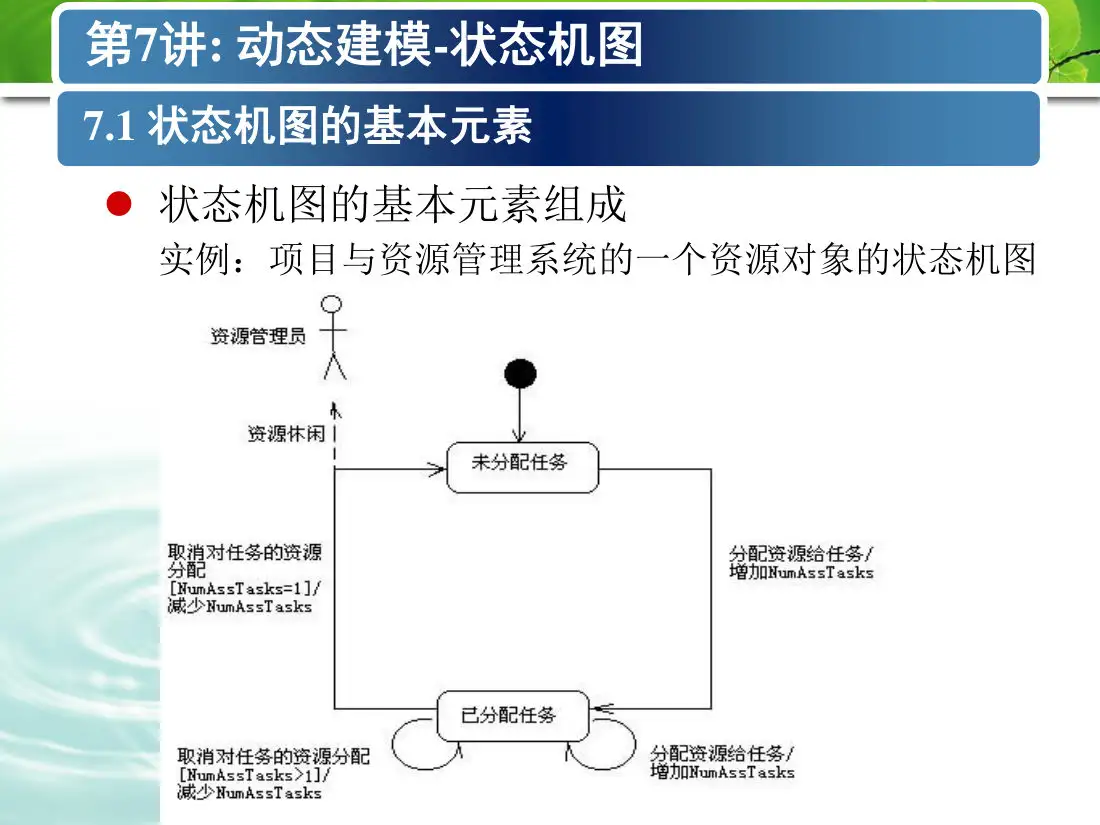 第7讲: 动态建模-状态机图
7.1 状态机图的基本元素
状态机图的基本元素组成
实例：项目与资源管理系统的一个资源对象的状态机图
资源管理员
资源休闲
未分配任务
取消对任务的资源
分配
[NumAssTasks=1]/
减少NumAssTasks
分配资源给任务/
增加NumAssTasks
已分配任务
取消对任务的资源分配
[NumAssTasks>1]/
减少NumAssTasks
分配资源给任务/
增加NumAssTasks